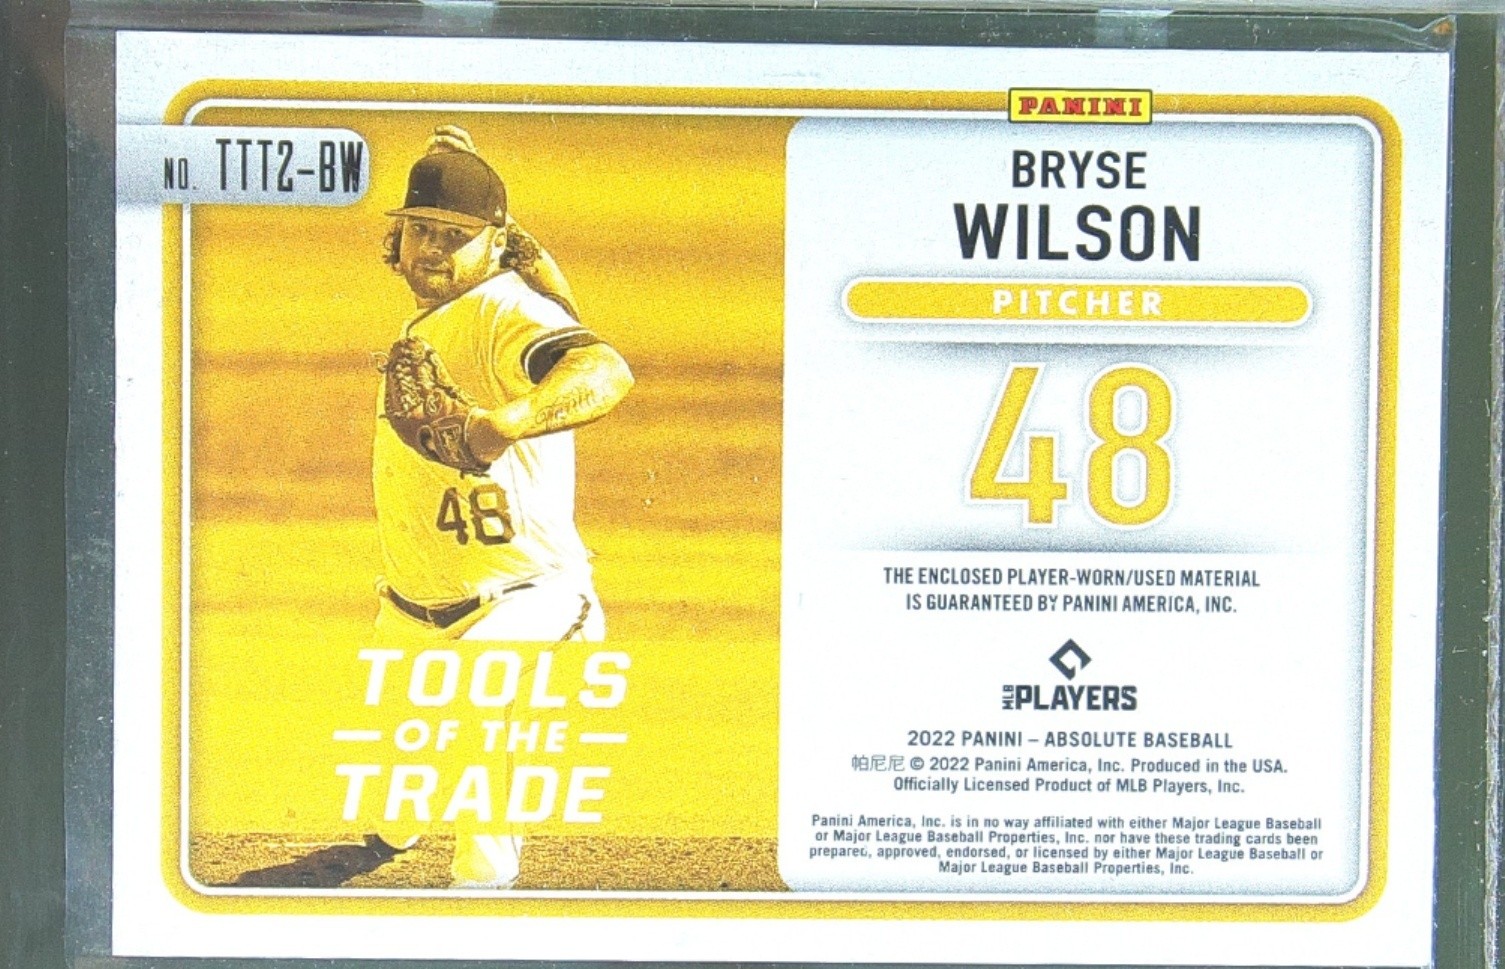 PANINI
NO. TTT2-BW
BRYSE
WILSON
PITCHER
48
48
TOOLS
OF THE
TRADE
THE ENCLOSED PLAYER-WORN/USED MATERIAL
IS GUARANTEED BY PANINI AMERICA, INC.
MLB PLAYERS
2022 PANINI – ABSOLUTE BASEBALL
帕尼尼 © 2022 Panini America, Inc. Produced in the USA.
Officially Licensed Product of MLB Players, Inc.
Panini America, Inc. is in no way affiliated with either Major League Baseball
or Major League Baseball Properties, Inc. nor have these trading cards been
prepared, approved, endorsed, or licensed by either Major League Baseball or
Major League Baseball Properties, Inc.